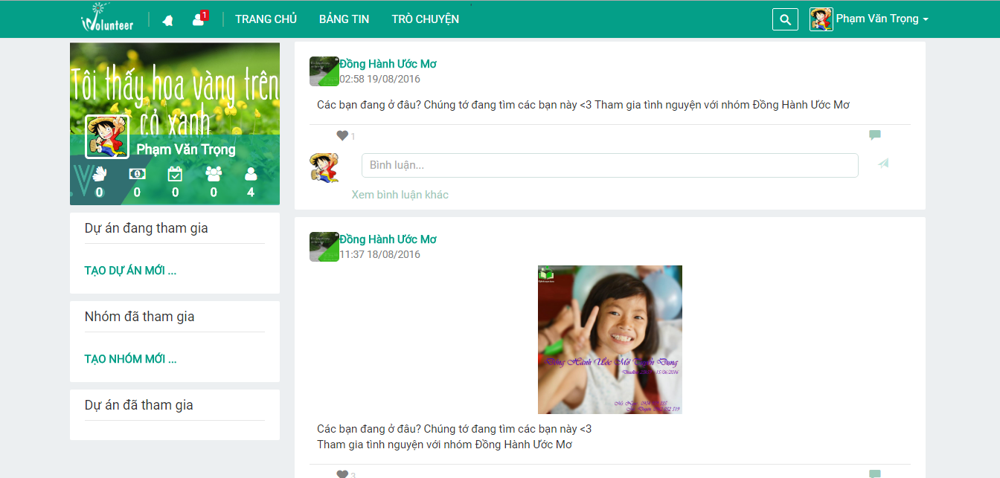 iVolunteer
1
TRANG CHỦ
BẢNG TIN
TRÒ CHUYỆN
Phạm Văn Trọng
Tôi thấy hoa vàng trên
cỏ xanh
Phạm Văn Trọng
0 0 0 0 4
Dự án đang tham gia
TẠO DỰ ÁN MỚI ...
Nhóm đã tham gia
TẠO NHÓM MỚI ...
Dự án đã tham gia
Đồng Hành Ước Mơ
02:58 19/08/2016
Các bạn đang ở đâu? Chúng tớ đang tìm các bạn này <3 Tham gia tình nguyện với nhóm Đồng Hành Ước Mơ
1
Bình luận...
Xem bình luận khác
Đồng Hành Ước Mơ
11:37 18/08/2016
Đồng Hành Ước Mơ Tuyển Dụng
15/06/2016
Các bạn đang ở đâu? Chúng tớ đang tìm các bạn này <3
Tham gia tình nguyện với nhóm Đồng Hành Ước Mơ
3